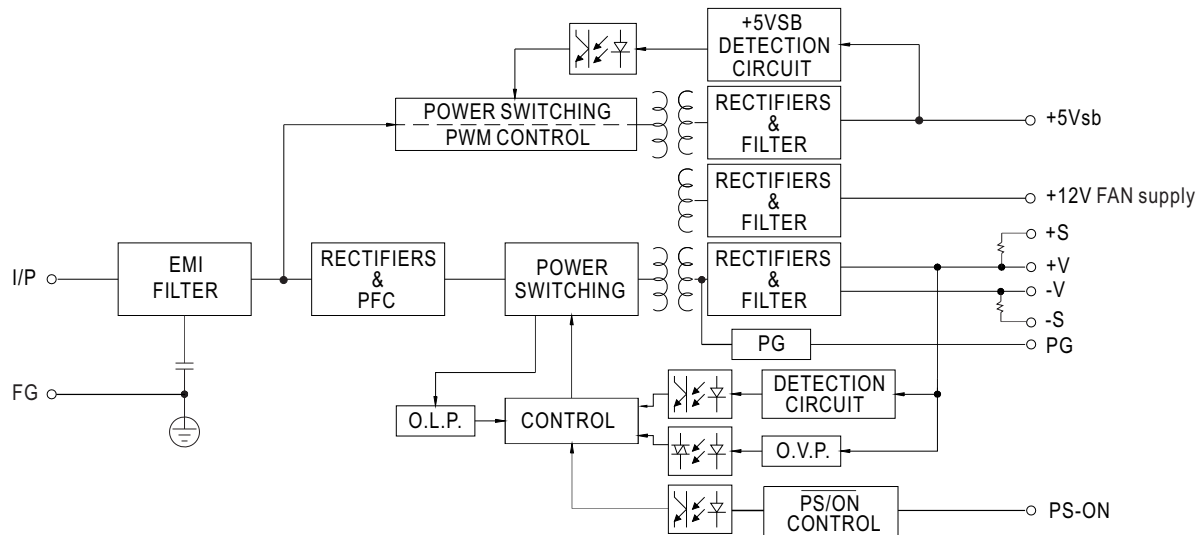 +5VSB
DETECTION
CIRCUIT
POWER SWITCHING
PWM CONTROL
RECTIFIERS
&
FILTER
+5Vsb
RECTIFIERS
&
FILTER
+12V FAN supply
I/P
EMI
FILTER
RECTIFIERS
&
PFC
POWER
SWITCHING
RECTIFIERS
&
FILTER
+S
+V
-V
-S
PG
PG
FG
O.L.P.
CONTROL
DETECTION
CIRCUIT
O.V.P.
PS/ON
CONTROL
PS-ON